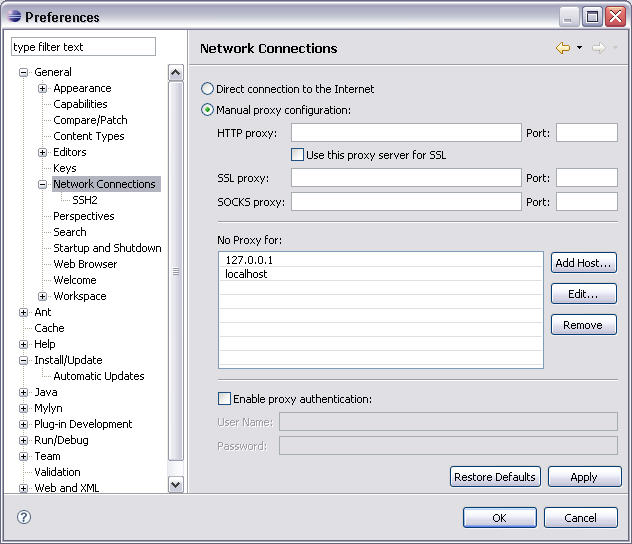 Preferences
type filter text
General
Appearance
Capabilities
Compare/Patch
Content Types
Editors
Keys
Network Connections
SSH2
Perspectives
Search
Startup and Shutdown
Web Browser
Welcome
Workspace
Ant
Cache
Help
Install/Update
Automatic Updates
Java
Mylyn
Plug-in Development
Run/Debug
Team
Validation
Web and XML
Network Connections
Direct connection to the Internet
Manual proxy configuration:
HTTP proxy: Port:
Use this proxy server for SSL
SSL proxy: Port:
SOCKS proxy: Port:
No Proxy for:
127.0.0.1
localhost
Add Host...
Edit...
Remove
Enable proxy authentication:
User Name:
Password:
Restore Defaults Apply
? OK Cancel